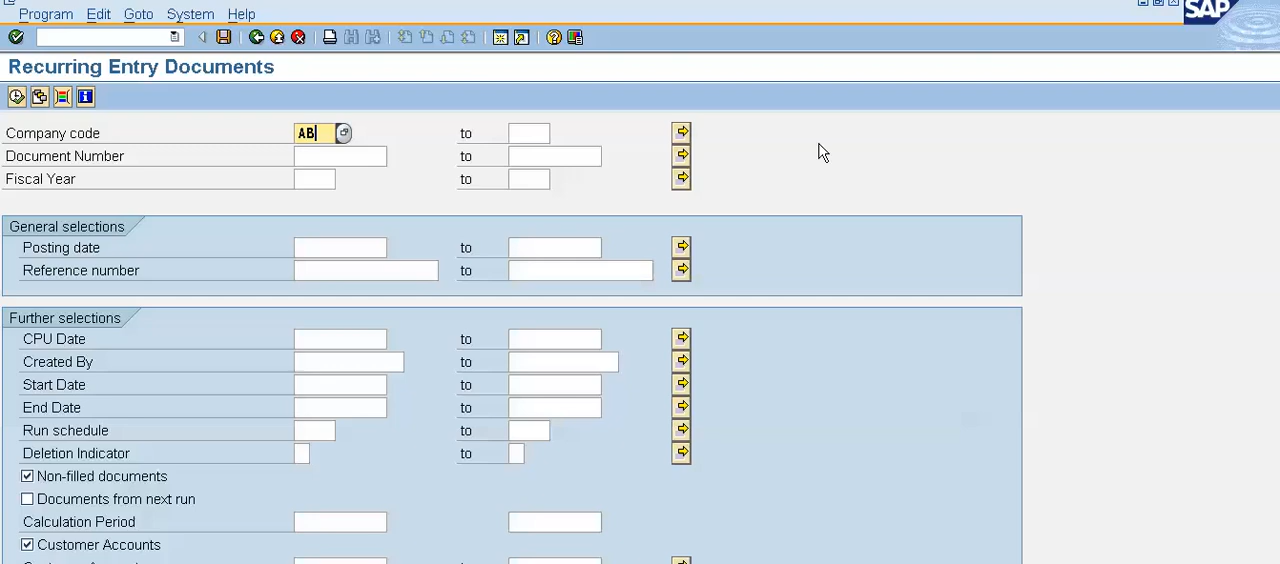 Program Edit Goto System Help
SAP
Recurring Entry Documents
Company code AB to
Document Number to
Fiscal Year to
General selections
Posting date to
Reference number to
Further selections
CPU Date to
Created By to
Start Date to
End Date to
Run schedule to
Deletion Indicator to
Non-filled documents
Documents from next run
Calculation Period
Customer Accounts